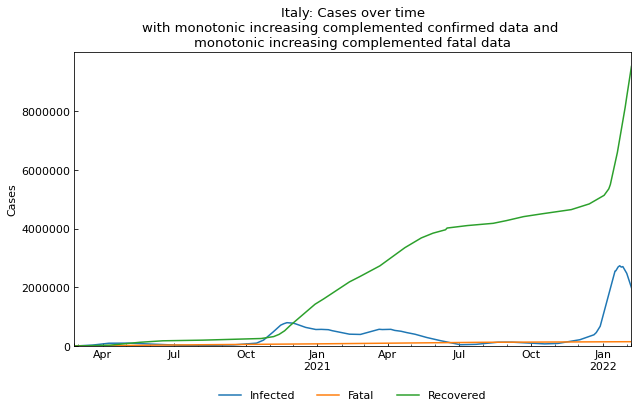 Italy: Cases over time
with monotonic increasing complemented confirmed data and
monotonic increasing complemented fatal data
Cases
8000000
6000000
4000000
2000000
0
Apr Jul Oct Jan Apr Jul Oct Jan
2021 2022
Infected Fatal Recovered